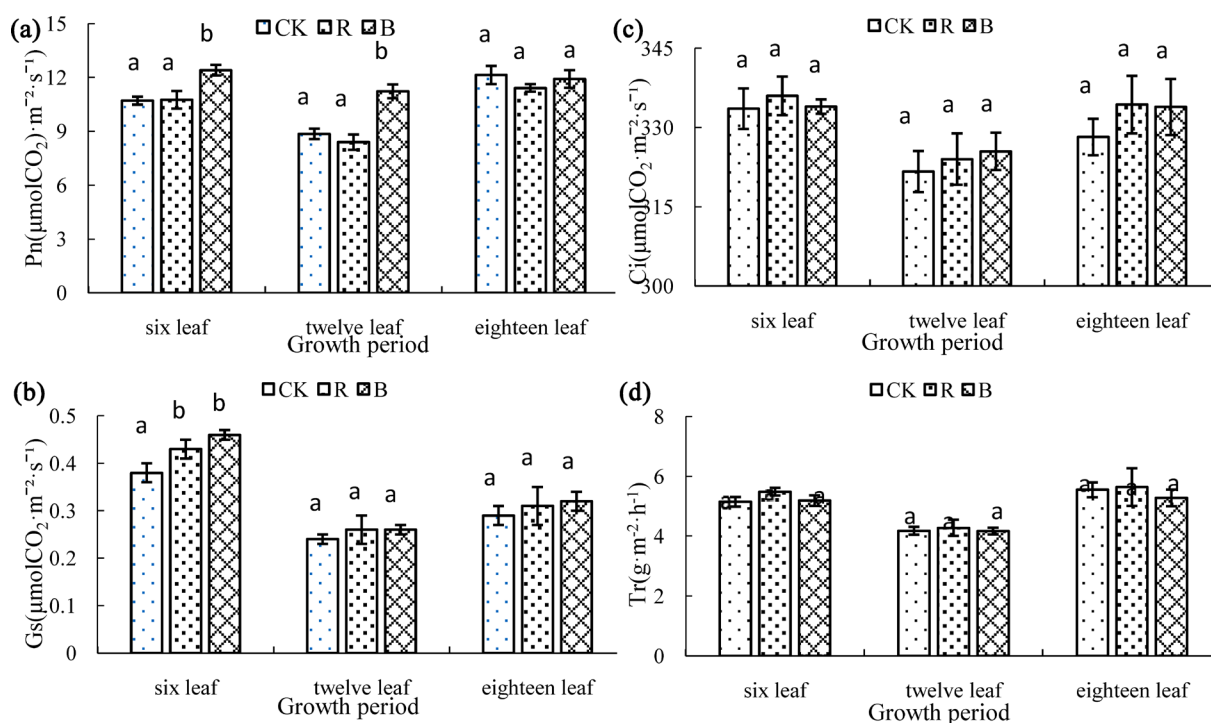 (a)
CK R B
Pn(μmolCO₂)·m⁻²·s⁻¹)
15
12
9
6
3
0
a a b
a a b
a a a
six leaf twelve leaf eighteen leaf
Growth period
(c)
CK R B
Ci(μmolCO₂·m⁻²·s⁻¹)
345
330
315
300
a a a
a a a
a a a
six leaf twelve leaf eighteen leaf
Growth period
(b)
CK R B
Gs(μmolCO₂·m⁻²·s⁻¹)
0.5
0.4
0.3
0.2
0.1
0
a b b
a a a
a a a
six leaf twelve leaf eighteen leaf
Growth period
(d)
CK R B
Tr(g·m⁻²·h⁻¹)
8
6
4
2
0
a a a
a a a
a a a
six leaf twelve leaf eighteen leaf
Growth period